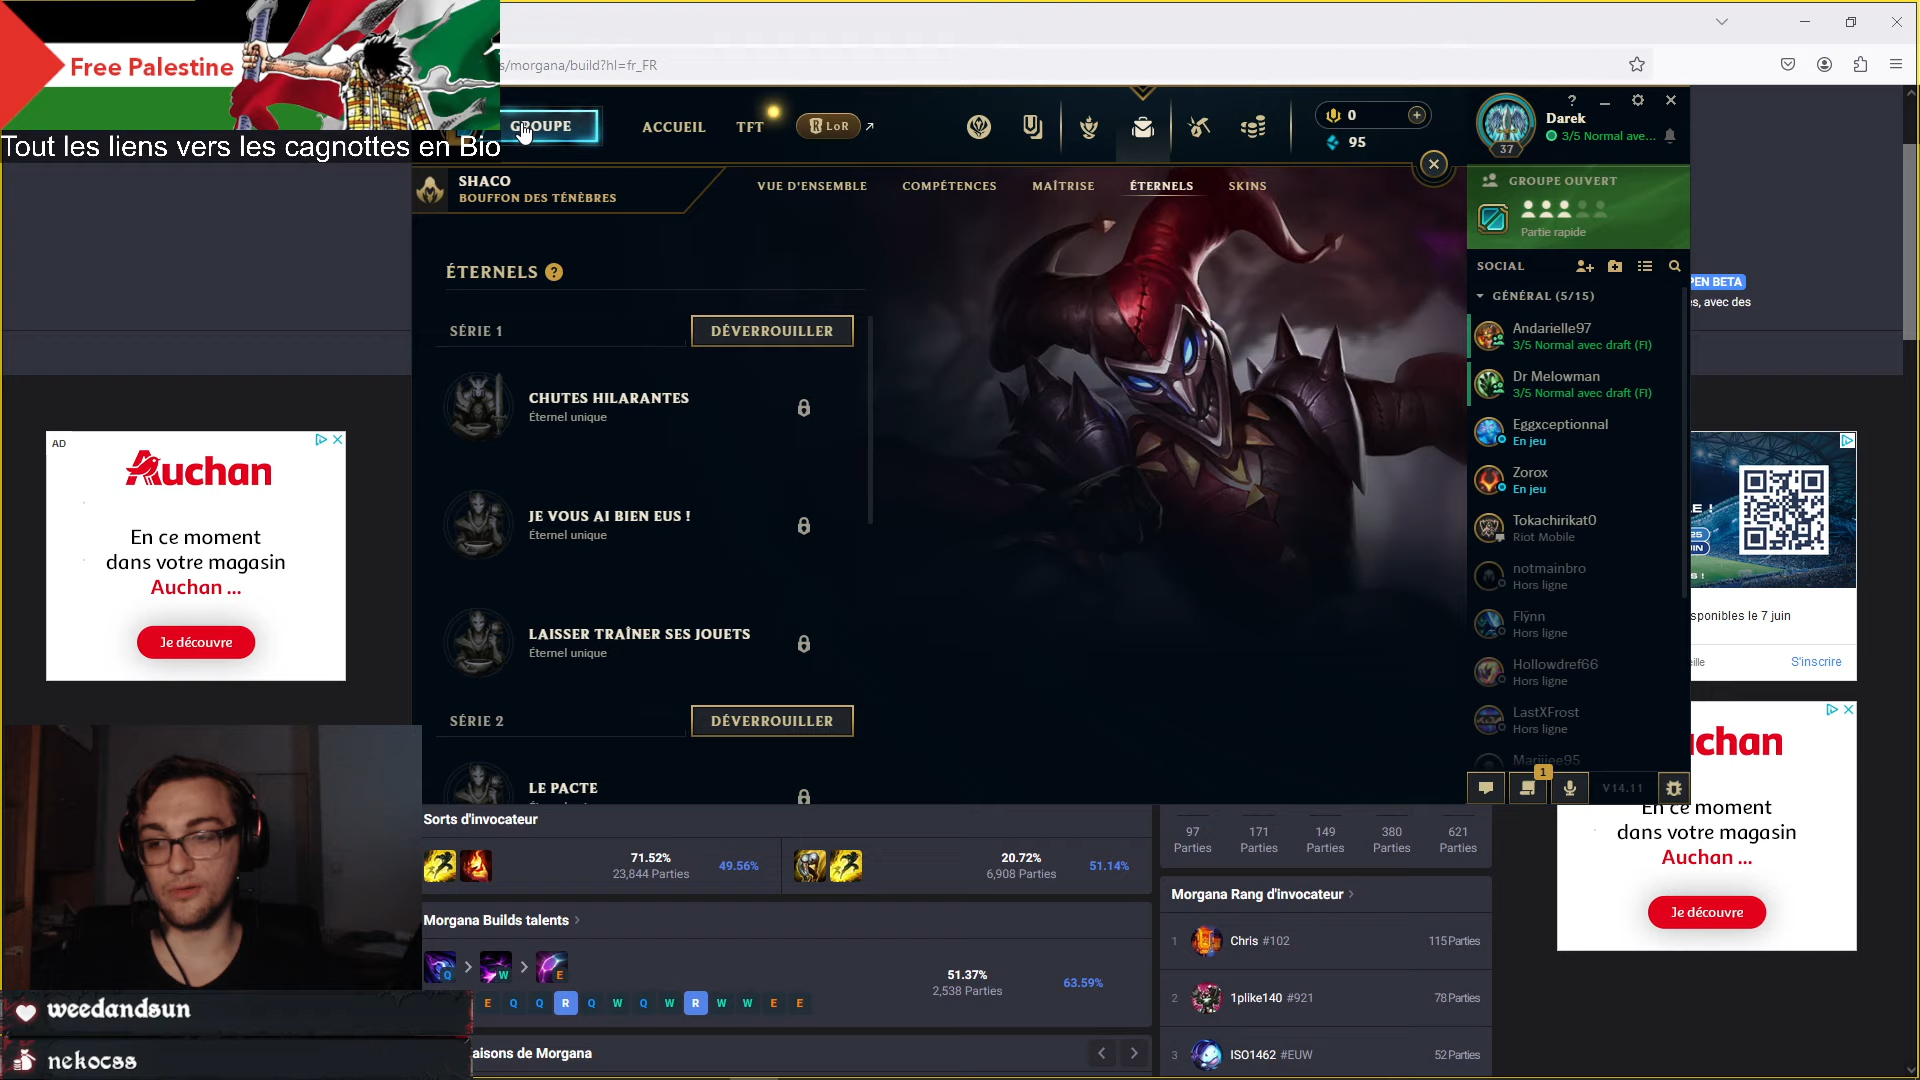 Free Palestine
Tout les liens vers les cagnottes en Bio
s/morgana/build?hl=fr_FR
GROUPE
ACCUEIL
TFT
LoR
0
95
37
Darek
3/5 Normal ave...
SHACO
BOUFFON DES TÉNÈBRES
VUE D'ENSEMBLE
COMPÉTENCES
MAÎTRISE
ÉTERNELS
SKINS
GROUPE OUVERT
Partie rapide
SOCIAL
GÉNÉRAL (5/15)
Andarielle97
3/5 Normal avec draft (FI)
Dr Melowman
3/5 Normal avec draft (FI)
Eggxceptionnal
En jeu
Zorox
En jeu
Tokachirikat0
Riot Mobile
notmainbro
Hors ligne
Flÿnn
Hors ligne
Hollowdref66
Hors ligne
LastXFrost
Hors ligne
1
V14.11
ÉTERNELS ?
SÉRIE 1
DÉVERROUILLER
CHUTES HILARANTES
Éternel unique
JE VOUS AI BIEN EUS !
Éternel unique
LAISSER TRAÎNER SES JOUETS
Éternel unique
SÉRIE 2
DÉVERROUILLER
LE PACTE
AD
Auchan
En ce moment
dans votre magasin
Auchan ...
Je découvre
PEN BETA
es, avec des
sponibles le 7 juin
S'inscrire
chan
En ce moment
dans votre magasin
Auchan ...
Je découvre
Sorts d'invocateur
71.52%
23,844 Parties
49.56%
20.72%
6,908 Parties
51.14%
97
Parties
171
Parties
149
Parties
380
Parties
621
Parties
Morgana Builds talents
Q
W
E
E Q Q R Q W Q W R W W E E
51.37%
2,538 Parties
63.59%
Morgana Rang d'invocateur
1 Chris #102 115 Parties
2 1plike140 #921 78 Parties
3 ISO1462 #EUW 52 Parties
aisons de Morgana
weedandsun
nekocss